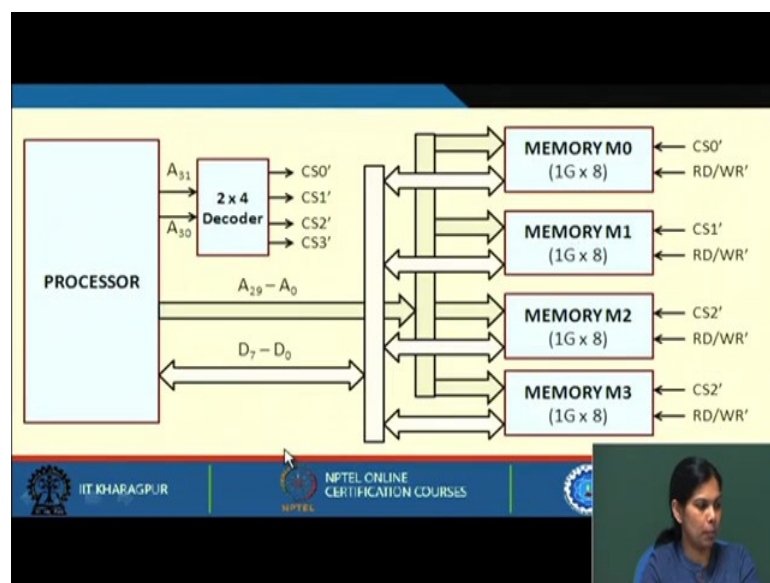 PROCESSOR
A31
A30
2 x 4
Decoder
CS0'
CS1'
CS2'
CS3'
A29 – A0
D7 – D0
MEMORY M0
(1G x 8)
CS0'
RD/WR'
MEMORY M1
(1G x 8)
CS1'
RD/WR'
MEMORY M2
(1G x 8)
CS2'
RD/WR'
MEMORY M3
(1G x 8)
CS2'
RD/WR'
IIT KHARAGPUR
NPTEL
NPTEL ONLINE
CERTIFICATION COURSES